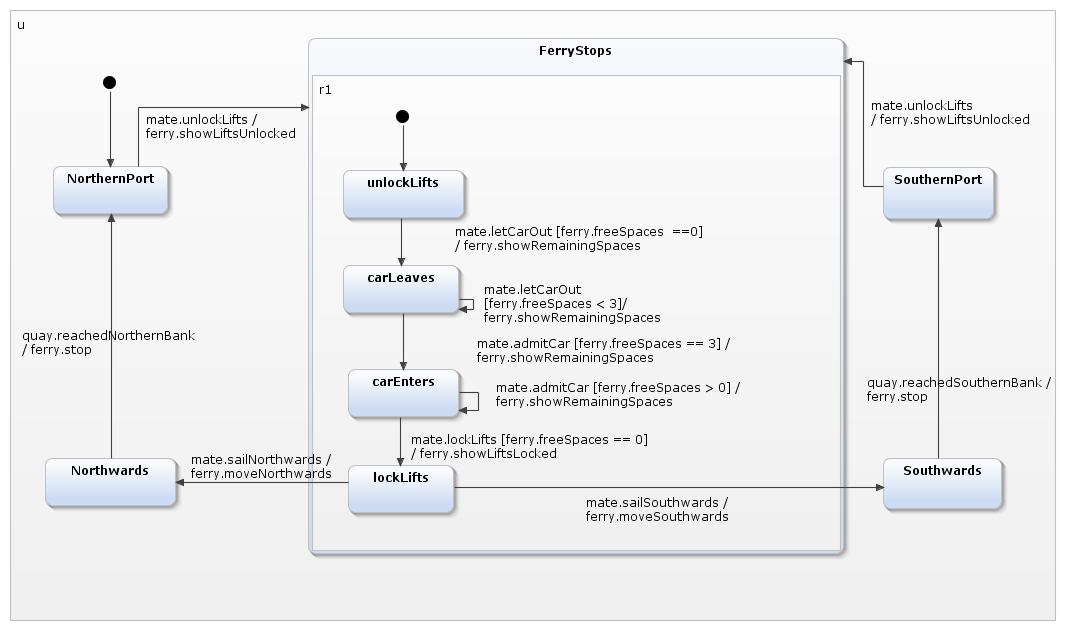 u
FerryStops
r1
mate.unlockLifts /
ferry.showLiftsUnlocked
mate.unlockLifts
/ ferry.showLiftsUnlocked
NorthernPort
unlockLifts
SouthernPort
mate.letCarOut [ferry.freeSpaces  ==0]
/ ferry.showRemainingSpaces
carLeaves
mate.letCarOut
[ferry.freeSpaces < 3]/
ferry.showRemainingSpaces
quay.reachedNorthernBank
/ ferry.stop
mate.admitCar [ferry.freeSpaces == 3] /
ferry.showRemainingSpaces
carEnters
mate.admitCar [ferry.freeSpaces > 0] /
ferry.showRemainingSpaces
quay.reachedSouthernBank /
ferry.stop
mate.lockLifts [ferry.freeSpaces == 0]
/ ferry.showLiftsLocked
Northwards
mate.sailNorthwards /
ferry.moveNorthwards
lockLifts
Southwards
mate.sailSouthwards /
ferry.moveSouthwards